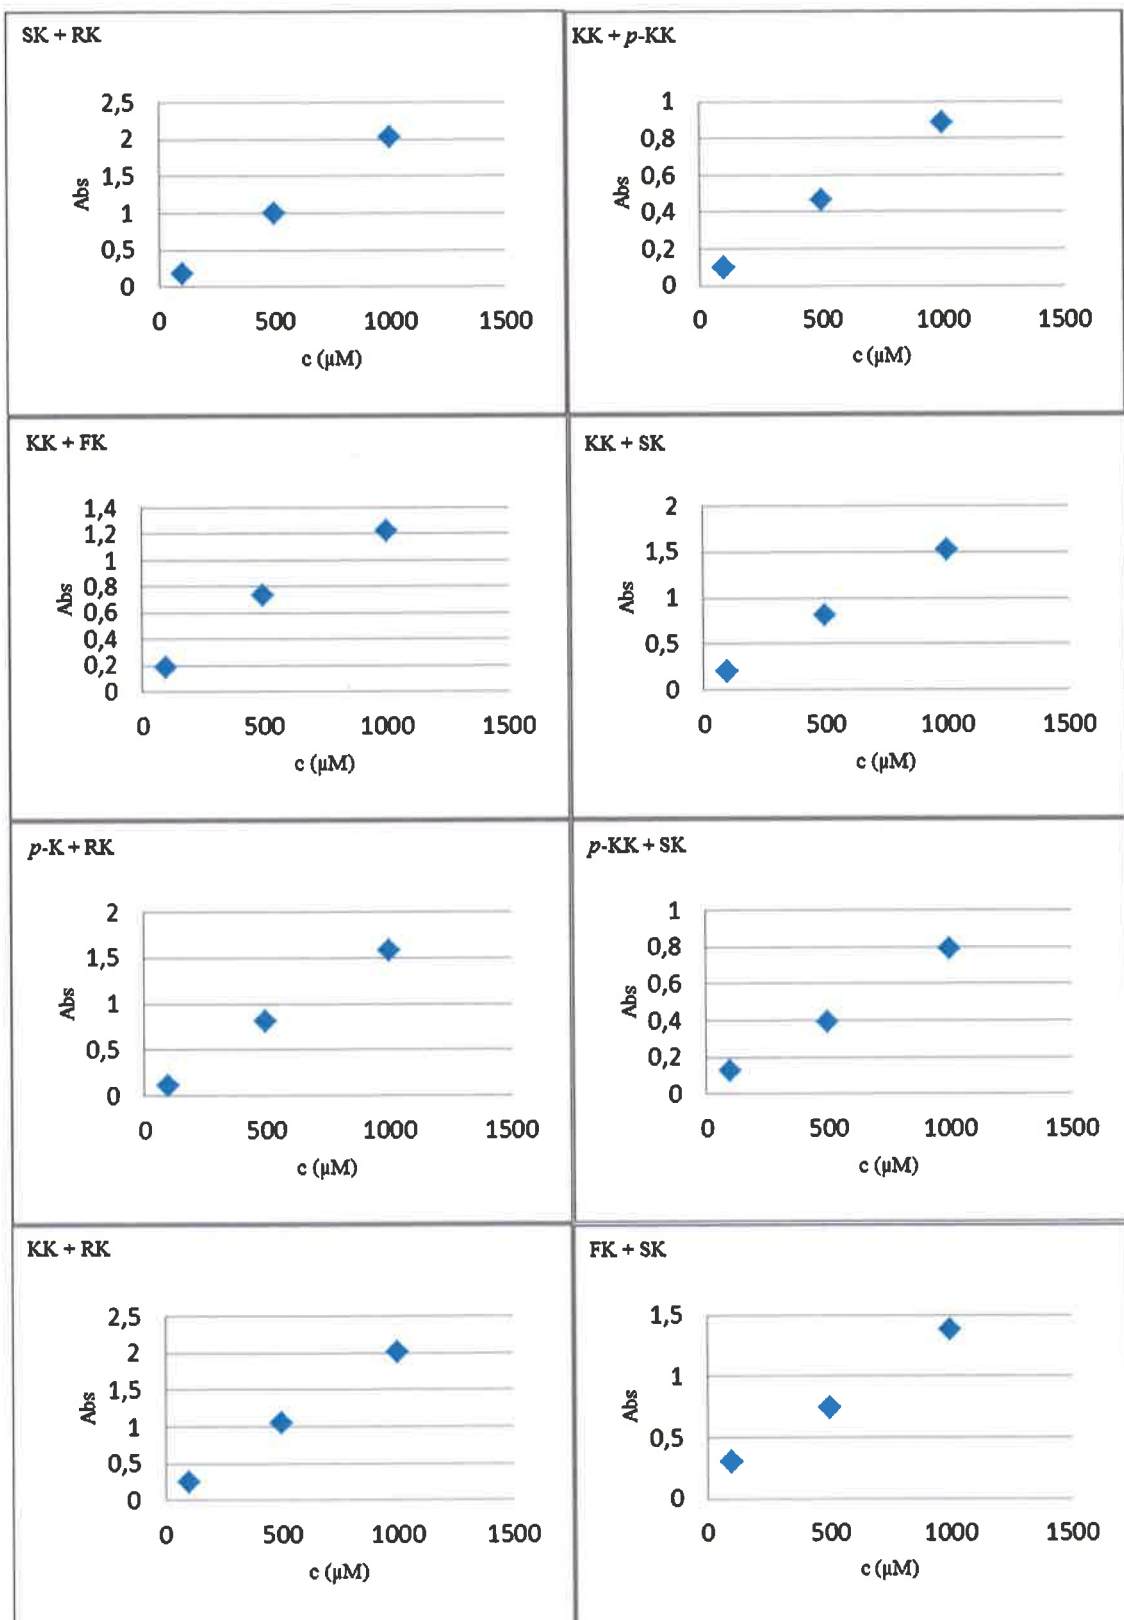 SK + RK
2,5
2
1,5
1
0,5
0
Abs
0 500 1000 1500
c (µM)
KK + p-KK
1
0,8
0,6
0,4
0,2
0
Abs
0 500 1000 1500
c (µM)
KK + FK
1,4
1,2
1
0,8
0,6
0,4
0,2
0
Abs
0 500 1000 1500
c (µM)
KK + SK
2
1,5
1
0,5
0
Abs
0 500 1000 1500
c (µM)
p-K + RK
2
1,5
1
0,5
0
Abs
0 500 1000 1500
c (µM)
p-KK + SK
1
0,8
0,6
0,4
0,2
0
Abs
0 500 1000 1500
c (µM)
KK + RK
2,5
2
1,5
1
0,5
0
Abs
0 500 1000 1500
c (µM)
FK + SK
1,5
1
0,5
0
Abs
0 500 1000 1500
c (µM)